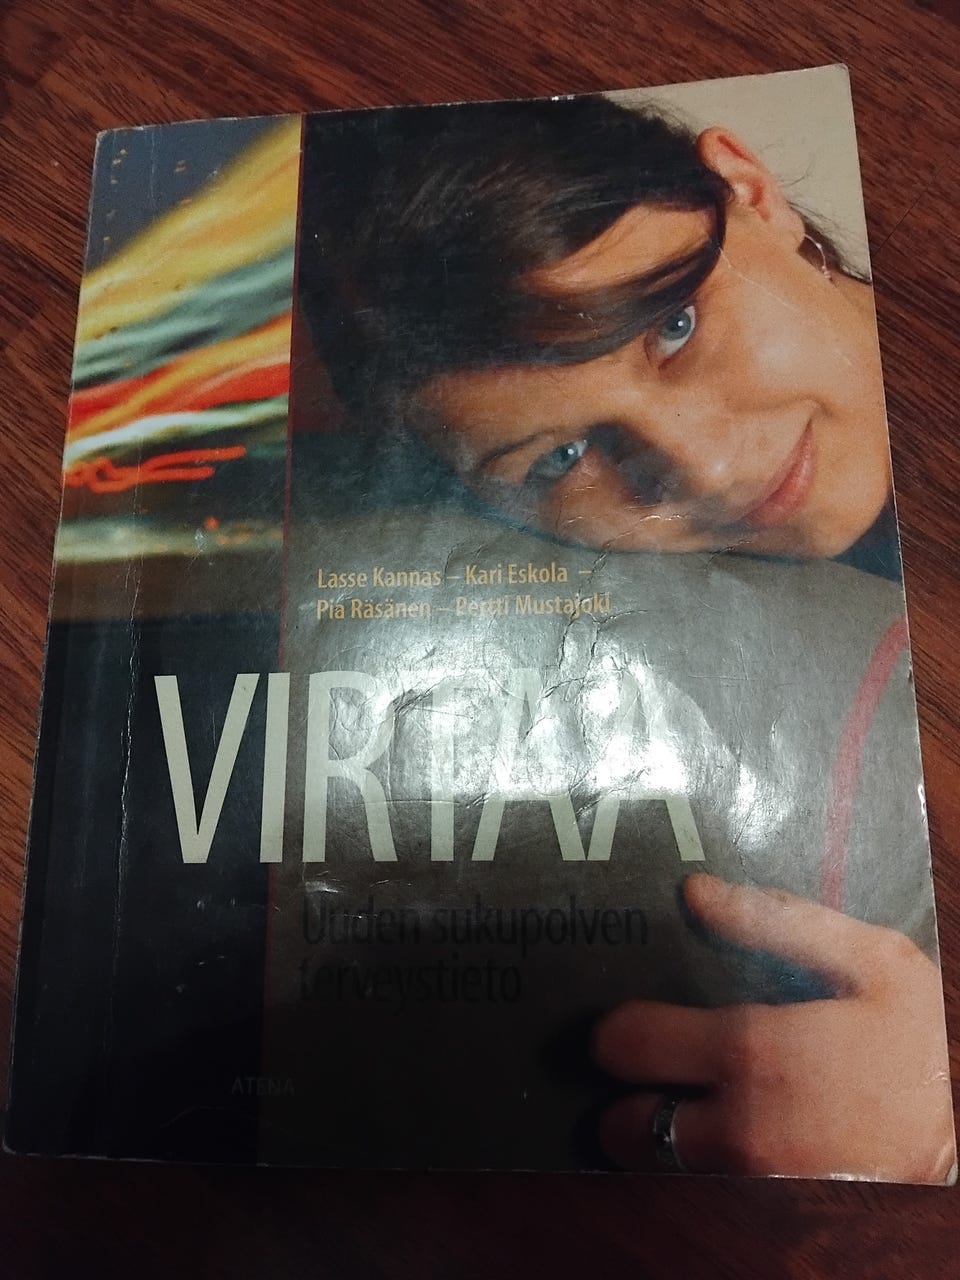 Lasse Kannas – Kari Eskola –
Pia Räsänen – Pertti Mustajoki
VIRTAA
Uuden sukupolven
terveystieto
ATENA